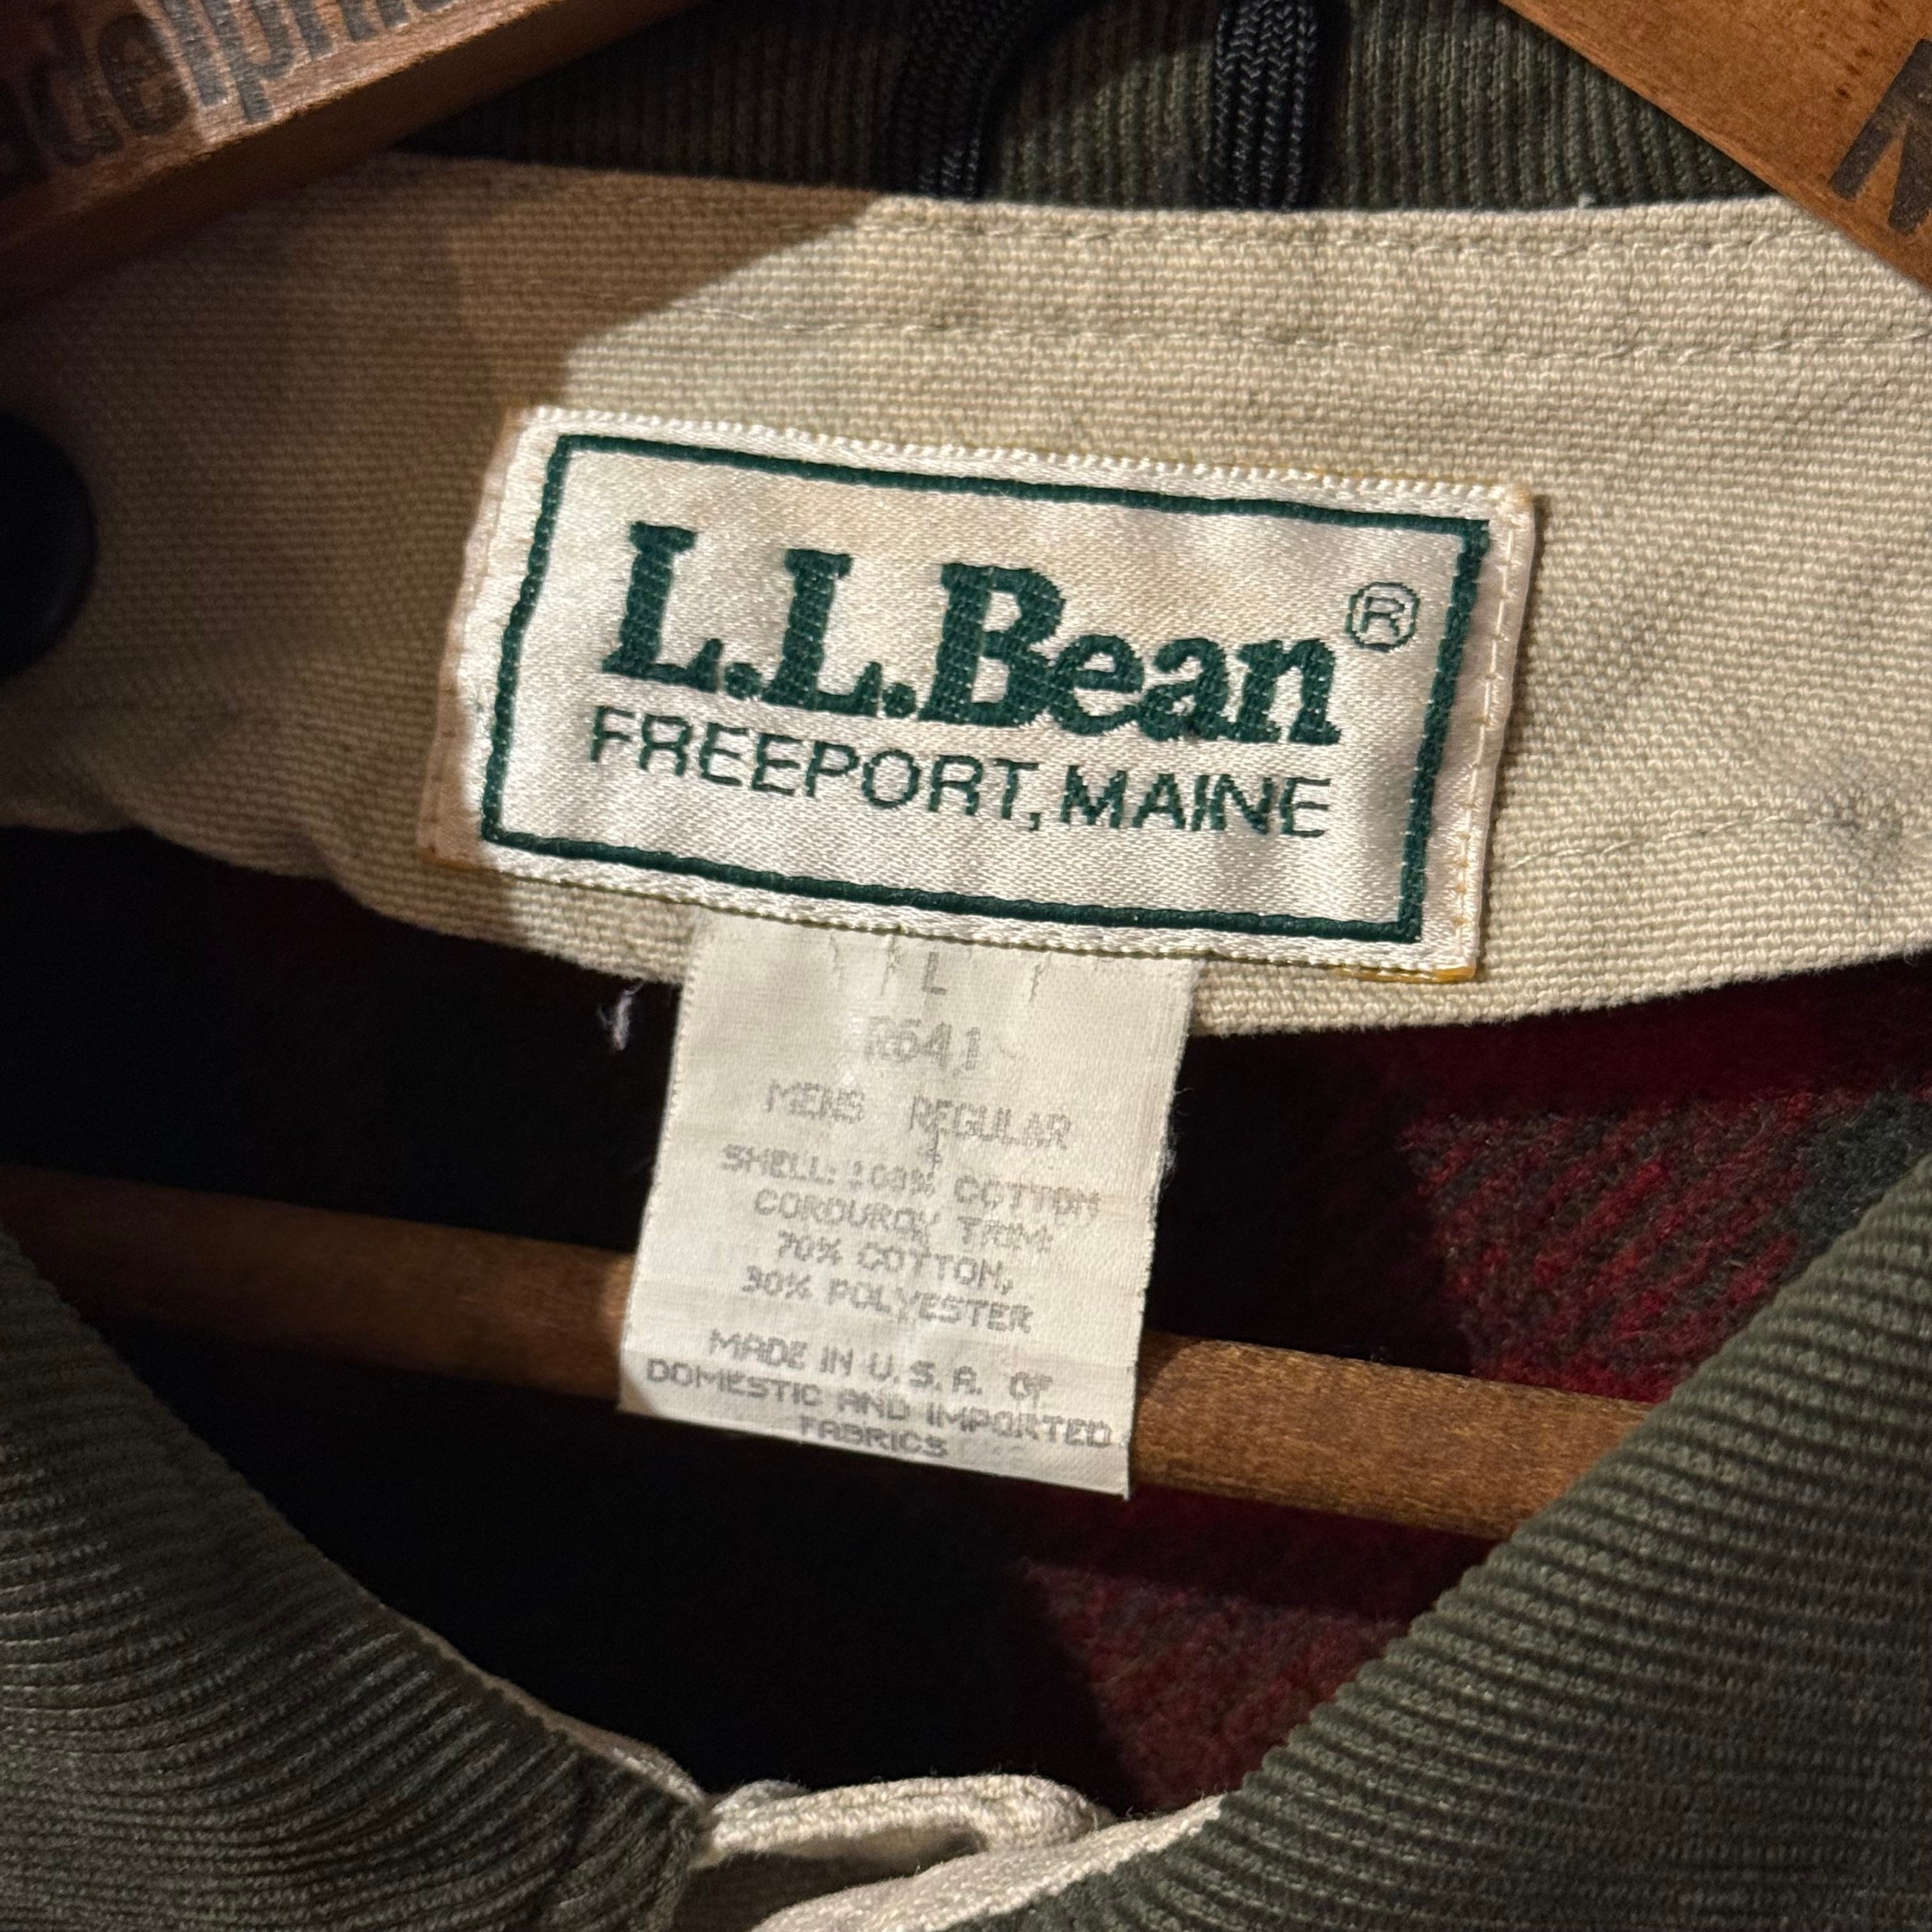 L.L.Bean®
FREEPORT, MAINE
L
R641
MENS REGULAR
SHELL: 100% COTTON
CORDUROY TRIM:
70% COTTON,
30% POLYESTER
MADE IN U.S.A. OF
DOMESTIC AND IMPORTED
FABRICS